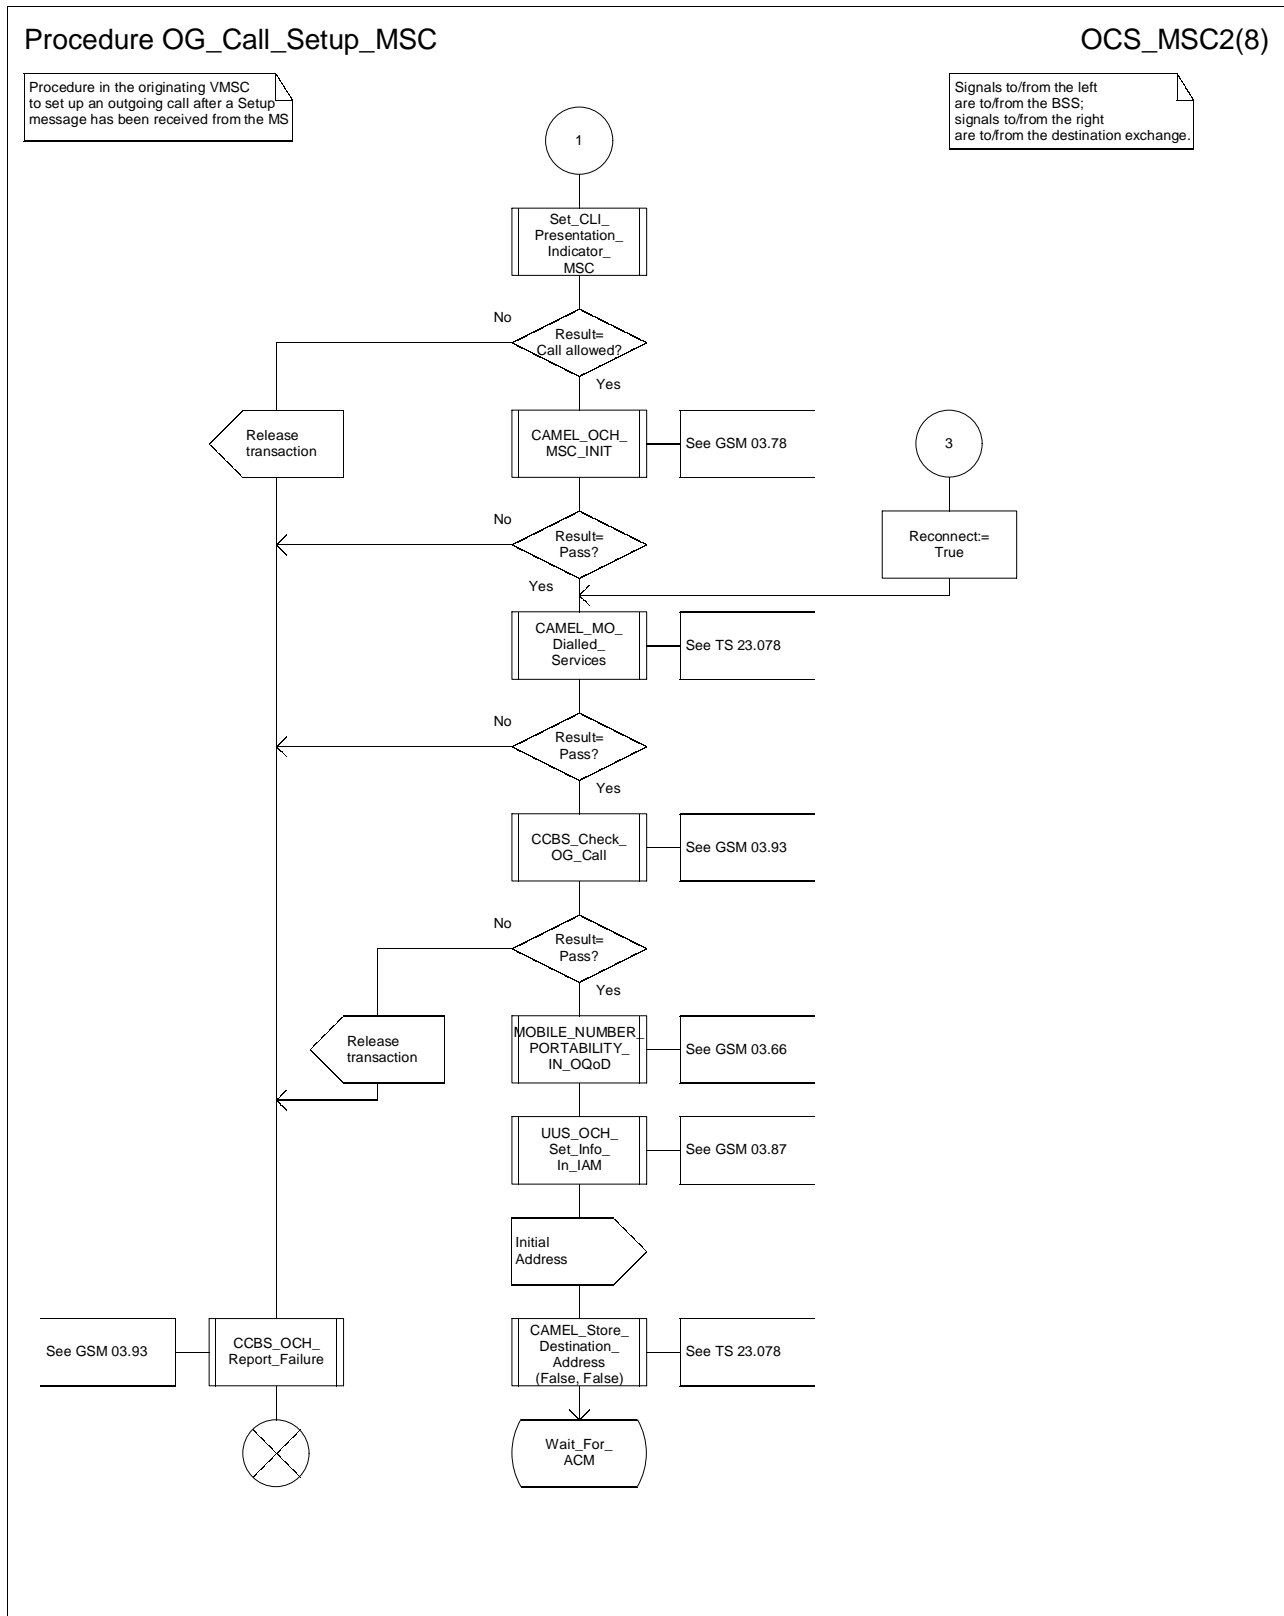 Procedure OG_Call_Setup_MSC
OCS_MSC2(8)
Procedure in the originating VMSC
to set up an outgoing call after a Setup
message has been received from the MS
Signals to/from the left
are to/from the BSS;
signals to/from the right
are to/from the destination exchange.
1
Set_CLI_
Presentation_
Indicator_
MSC
No
Result=
Call allowed?
Yes
Release
transaction
CAMEL_OCH_
MSC_INIT
See GSM 03.78
3
No
Result=
Pass?
Reconnect:=
True
Yes
CAMEL_MO_
Dialled_
Services
See TS 23.078
No
Result=
Pass?
Yes
CCBS_Check_
OG_Call
See GSM 03.93
No
Result=
Pass?
Yes
Release
transaction
MOBILE_NUMBER_
PORTABILITY_
IN_OQoD
See GSM 03.66
UUS_OCH_
Set_Info_
In_IAM
See GSM 03.87
Initial
Address
See GSM 03.93
CCBS_OCH_
Report_Failure
CAMEL_Store_
Destination_
Address
(False, False)
See TS 23.078
Wait_For_
ACM